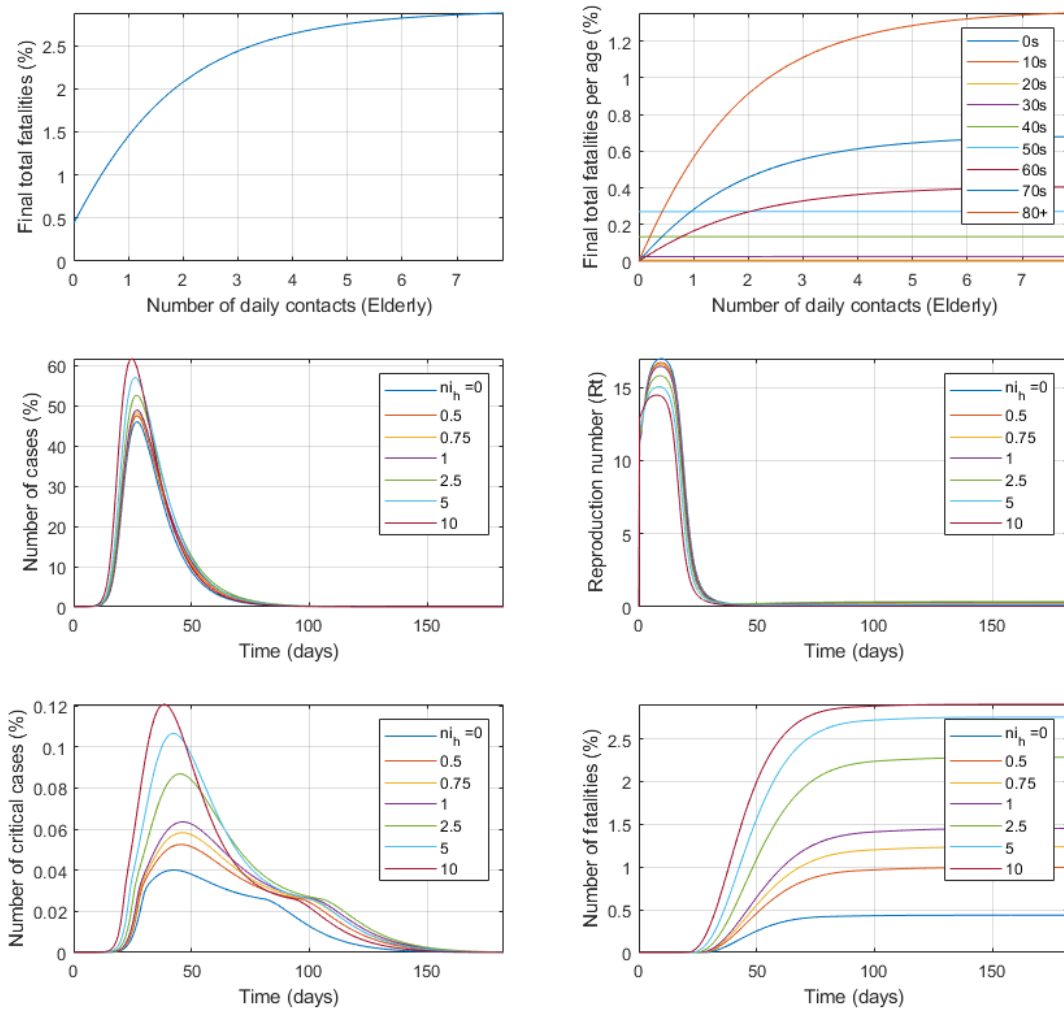 Final total fatalities (%)
2.5
2
1.5
1
0.5
0
0 1 2 3 4 5 6 7
Number of daily contacts (Elderly)
Final total fatalities per age (%)
1.2
1
0.8
0.6
0.4
0.2
0
0 1 2 3 4 5 6 7
Number of daily contacts (Elderly)
0s
10s
20s
30s
40s
50s
60s
70s
80+
Number of cases (%)
60
50
40
30
20
10
0
0 50 100 150
Time (days)
ni_h =0
0.5
0.75
1
2.5
5
10
Reproduction number (Rt)
15
10
5
0
0 50 100 150
Time (days)
ni_h =0
0.5
0.75
1
2.5
5
10
Number of critical cases (%)
0.12
0.1
0.08
0.06
0.04
0.02
0
0 50 100 150
Time (days)
ni_h =0
0.5
0.75
1
2.5
5
10
Number of fatalities (%)
2.5
2
1.5
1
0.5
0
0 50 100 150
Time (days)
ni_h =0
0.5
0.75
1
2.5
5
10